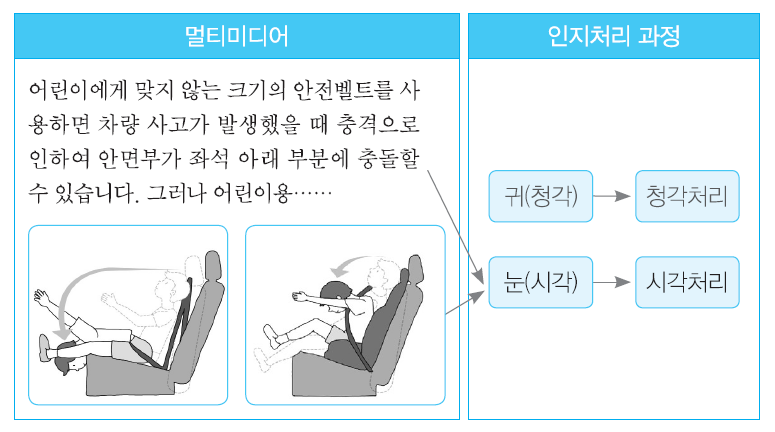 멀티미디어
인지처리 과정
어린이에게 맞지 않는 크기의 안전벨트를 사
용하면 차량 사고가 발생했을 때 충격으로
인하여 안면부가 좌석 아래 부분에 충돌할
수 있습니다. 그러나 어린이용……
귀(청각)
청각처리
눈(시각)
시각처리